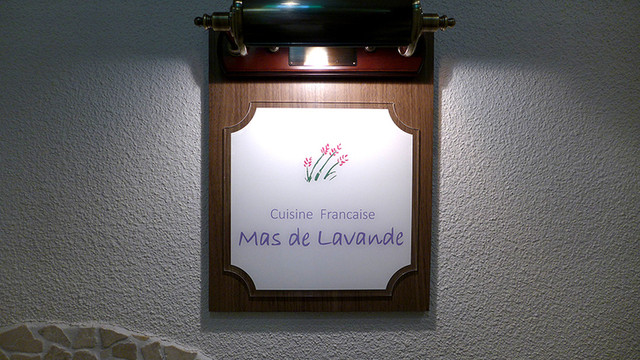 Cuisine Francaise
Mas de Lavande